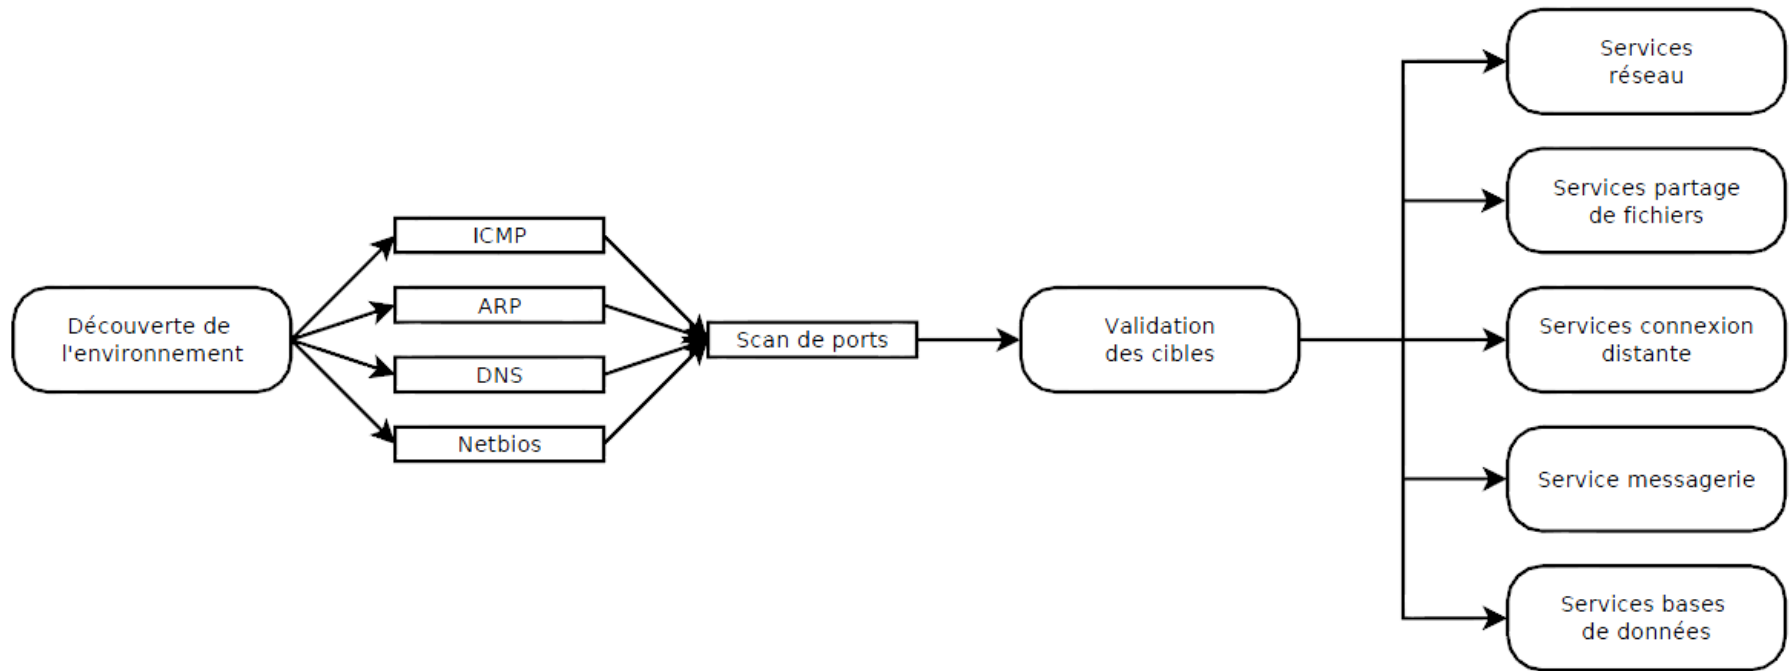 Découverte de
l'environnement
ICMP
ARP
DNS
Netbios
Scan de ports
Validation
des cibles
Services
réseau
Services partage
de fichiers
Services connexion
distante
Service messagerie
Services bases
de données